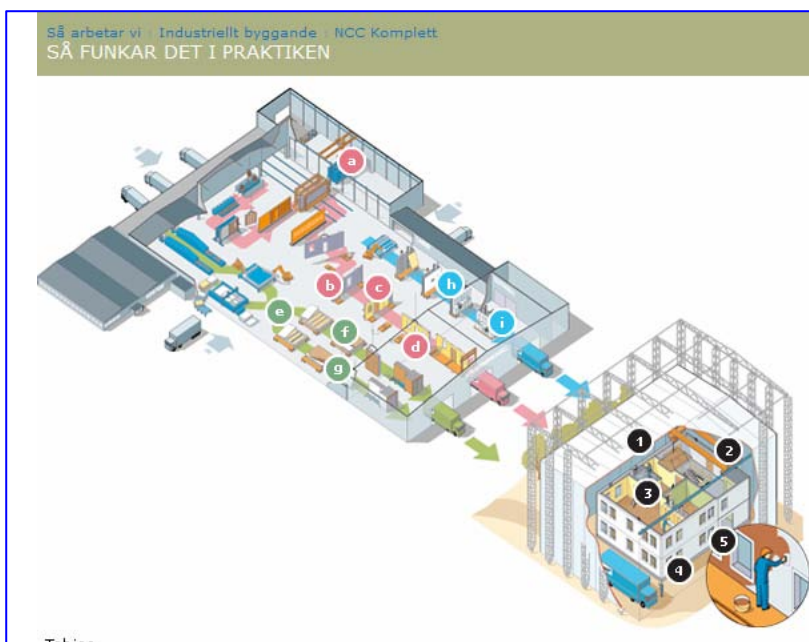 Så arbetar vi Industriellt byggande NCC Komplett
SÅ FUNKAR DET I PRAKTIKEN
a
b
c
h
i
e
f
d
g
1
2
3
5
4